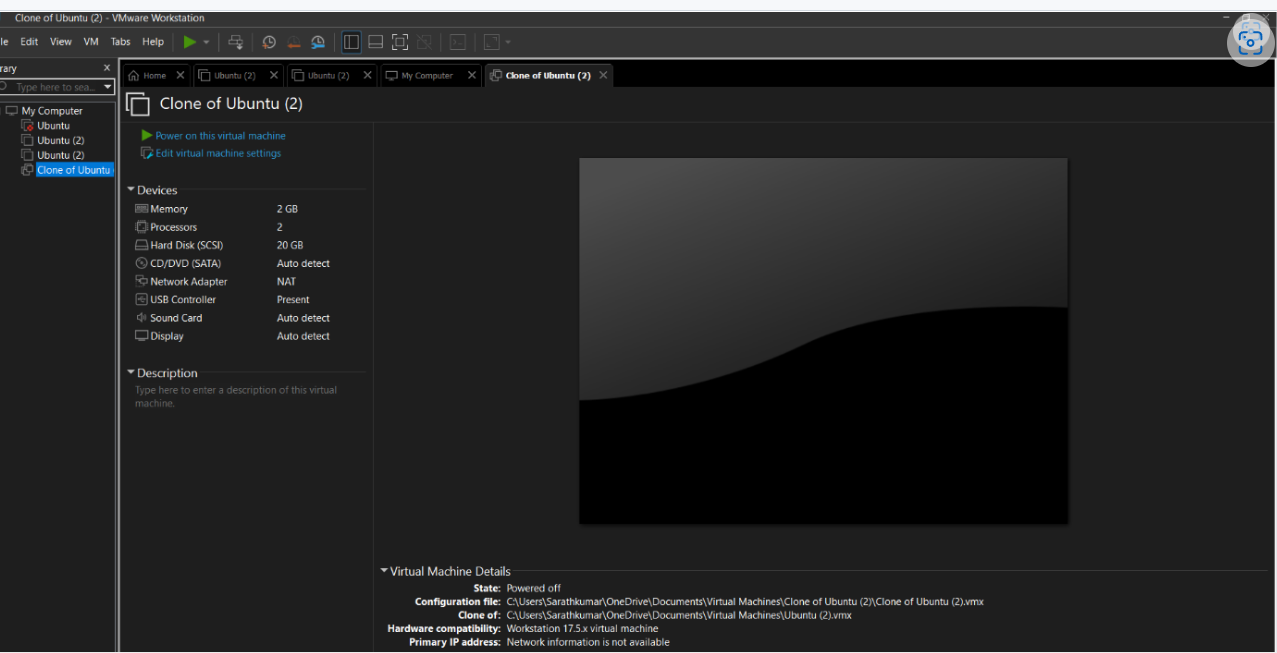 Clone of Ubuntu (2) - VMware Workstation
le Edit View VM Tabs Help
rary X
Home Ubuntu (2) Ubuntu (2) My Computer Clone of Ubuntu (2)
Type here to sea...
Clone of Ubuntu (2)
My Computer
Ubuntu
Ubuntu (2)
Ubuntu (2)
Clone of Ubuntu
Power on this virtual machine
Edit virtual machine settings
Devices
Memory 2 GB
Processors 2
Hard Disk (SCSI) 20 GB
CD/DVD (SATA) Auto detect
Network Adapter NAT
USB Controller Present
Sound Card Auto detect
Display Auto detect
Description
Type here to enter a description of this virtual
machine.
Virtual Machine Details
State: Powered off
Configuration file: C:\Users\Sarathkumar\OneDrive\Documents\Virtual Machines\Clone of Ubuntu (2)\Clone of Ubuntu (2).vmx
Clone of: C:\Users\Sarathkumar\OneDrive\Documents\Virtual Machines\Ubuntu (2).vmx
Hardware compatibility: Workstation 17.5.x virtual machine
Primary IP address: Network information is not available